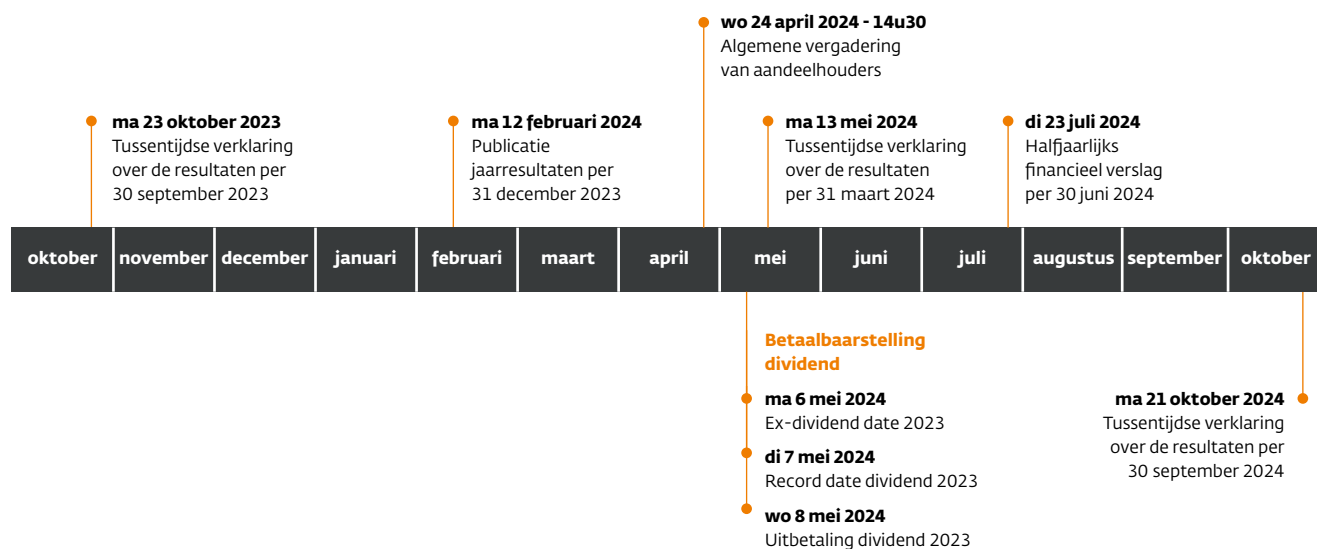 wo 24 april 2024 - 14u30
Algemene vergadering
van aandeelhouders
ma 23 oktober 2023
Tussentijdse verklaring
over de resultaten per
30 september 2023
ma 12 februari 2024
Publicatie
jaarresultaten per
31 december 2023
ma 13 mei 2024
Tussentijdse verklaring
over de resultaten
per 31 maart 2024
di 23 juli 2024
Halfjaarlijks
financieel verslag
per 30 juni 2024
oktober november december januari februari maart april mei juni juli augustus september oktober
Betaalbaarstelling
dividend
ma 6 mei 2024
Ex-dividend date 2023
di 7 mei 2024
Record date dividend 2023
wo 8 mei 2024
Uitbetaling dividend 2023
ma 21 oktober 2024
Tussentijdse verklaring
over de resultaten per
30 september 2024